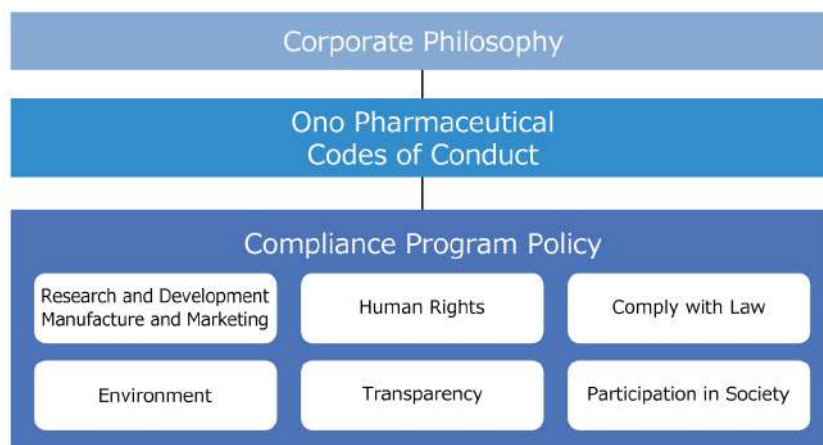 Corporate Philosophy
Ono Pharmaceutical
Codes of Conduct
Compliance Program Policy
Research and Development
Manufacture and Marketing
Human Rights
Comply with Law
Environment
Transparency
Participation in Society